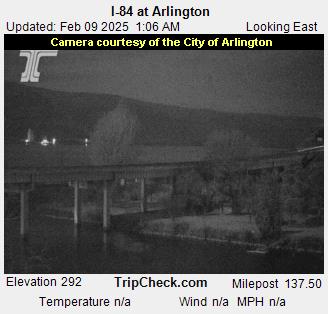 I-84 at Arlington
Updated: Feb 09 2025 1:06 AM Looking East
Camera courtesy of the City of Arlington
Elevation 292 TripCheck.com Milepost 137.50
Temperature n/a Wind n/a MPH n/a